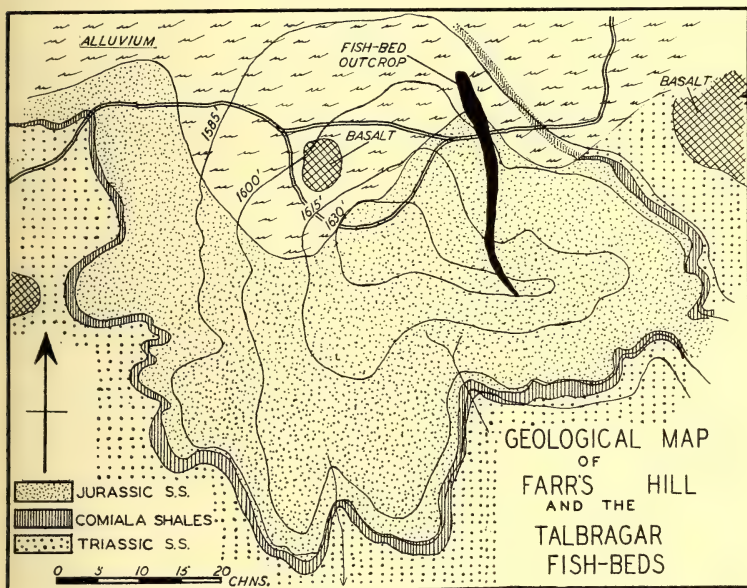 ALLUVIUM
FISH-BED
OUTCROP
BASALT
BASALT
1585
1600'
1615'
1630
JURASSIC S.S.
COMIALA SHALES
TRIASSIC S.S.
0 5 10 15 20 CHNS.
GEOLOGICAL MAP
OF
FARR'S HILL
AND THE
TALBRAGAR
FISH-BEDS